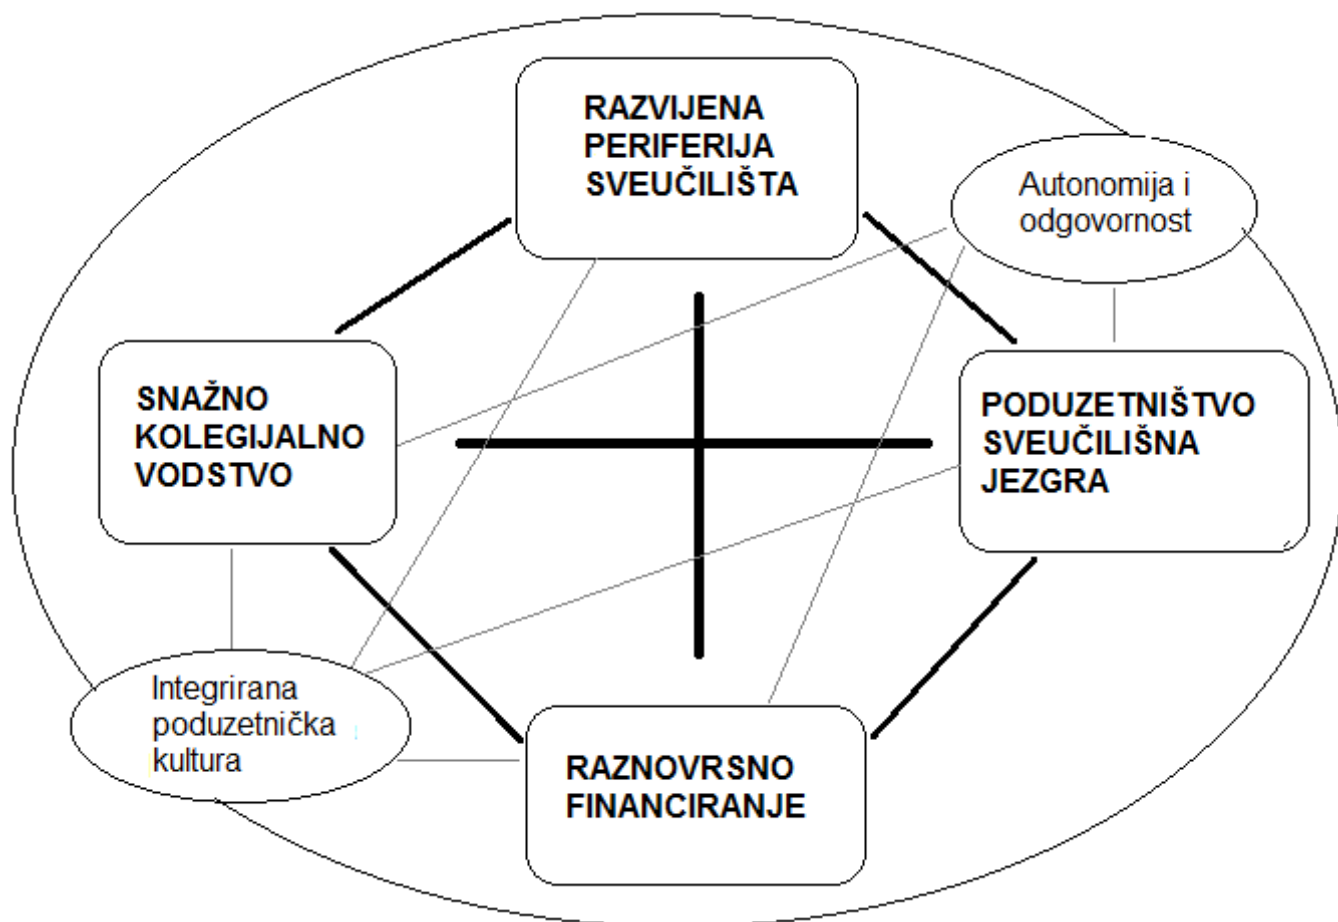 RAZVIJENA
PERIFERIJA
SVEUČILIŠTA
Autonomija i
odgovornost
SNAŽNO
KOLEGIJALNO
VODSTVO
PODUZETNIŠTVO
SVEUČILIŠNA
JEZGRA
Integrirana
poduzetnička
kultura
RAZNOVRSNO
FINANCIRANJE